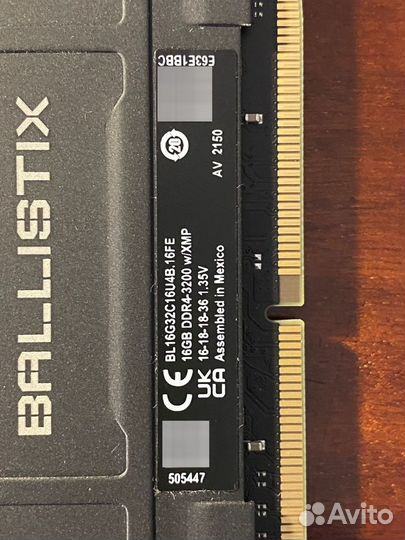 BALLISTIX
E63E1BBC
20
AV 2150
BL16G32C16U4B.16FE
16GB DDR4-3200 w/XMP
16-18-18-36 1.35V
Assembled in Mexico
CE
UK
CA
505447
Avito